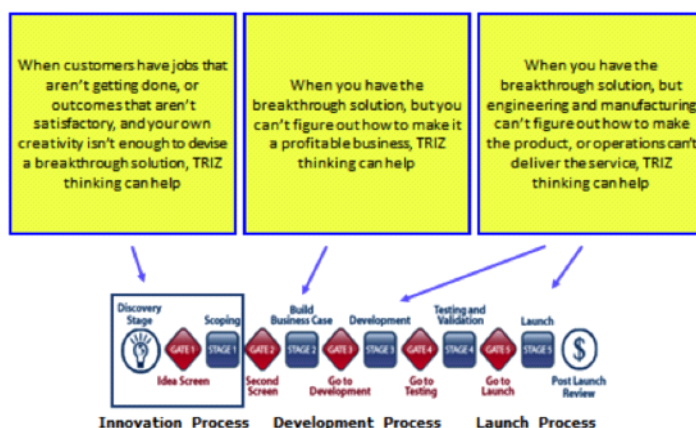 When customers have jobs that
aren't getting done, or
outcomes that aren't
satisfactory, and your own
creativity isn't enough to devise
a breakthrough solution, TRIZ
thinking can help
When you have the
breakthrough solution, but you
can't figure out how to make it
a profitable business, TRIZ
thinking can help
When you have the
breakthrough solution, but
engineering and manufacturing
can't figure out how to make
the product, or operations can't
deliver the service, TRIZ
thinking can help
Discovery
Stage
Scoping
Build
Business Case
Development
Testing and
Validation
Launch
GATE 1
STAGE 1
GATE 2
STAGE 2
GATE 3
STAGE 3
GATE 4
STAGE 4
GATE 5
STAGE 5
$
Idea Screen
Second
Screen
Go to
Development
Go to
Testing
Go to
Launch
Post Launch
Review
Innovation Process
Development Process
Launch Process